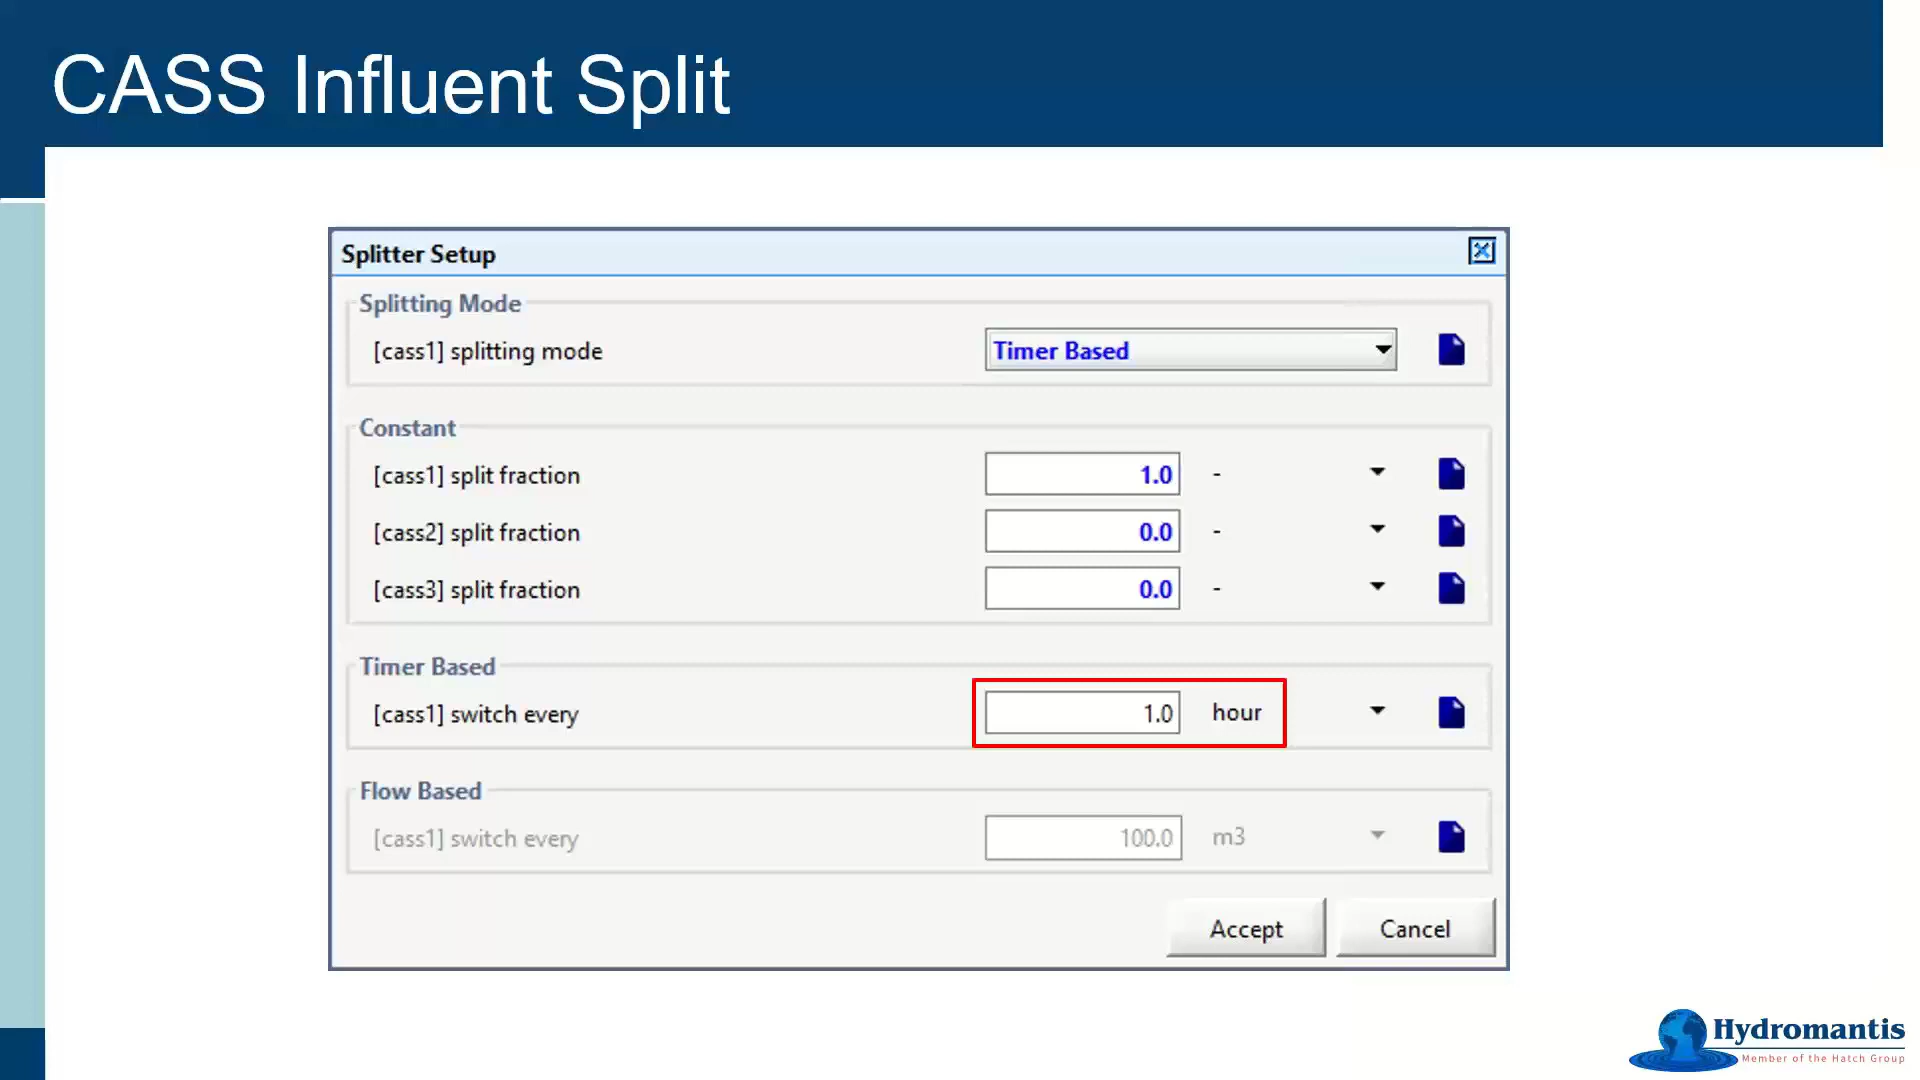 CASS Influent Split
Splitter Setup
Splitting Mode
[cass1] splitting mode Timer Based
Constant
[cass1] split fraction 1.0 -
[cass2] split fraction 0.0 -
[cass3] split fraction 0.0 -
Timer Based
[cass1] switch every 1.0 hour
Flow Based
[cass1] switch every 100.0 m3
Accept Cancel
Hydromantis
Member of the Hatch Group